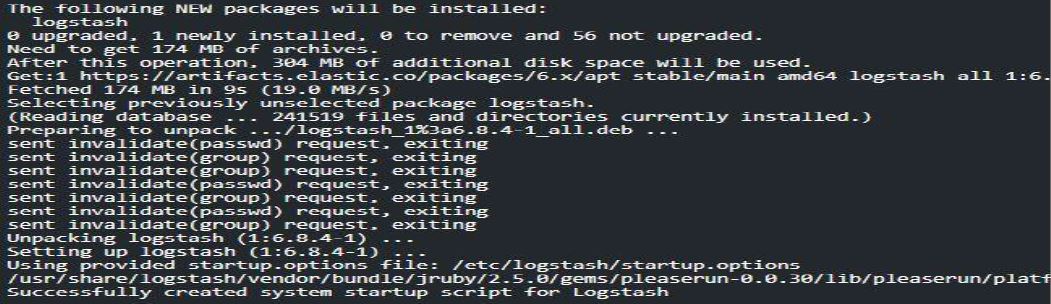 The following NEW packages will be installed:
logstash
0 upgraded, 1 newly installed, 0 to remove and 56 not upgraded.
Need to get 174 MB of archives.
After this operation, 304 MB of additional disk space will be used.
Get:1 https://artifacts.elastic.co/packages/6.x/apt stable/main amd64 logstash all 1:6.
Fetched 174 MB in 9s (19.0 MB/s)
Selecting previously unselected package logstash.
(Reading database ... 241519 files and directories currently installed.)
Preparing to unpack .../logstash_1%3a6.8.4-1_all.deb ...
sent invalidate(passwd) request, exiting
sent invalidate(group) request, exiting
sent invalidate(group) request, exiting
sent invalidate(passwd) request, exiting
sent invalidate(group) request, exiting
sent invalidate(passwd) request, exiting
sent invalidate(group) request, exiting
Unpacking logstash (1:6.8.4-1) ...
Setting up logstash (1:6.8.4-1) ...
Using provided startup.options file: /etc/logstash/startup.options
/usr/share/logstash/vendor/bundle/jruby/2.5.0/gems/pleaserun-0.0.30/lib/pleaserun/platf
Successfully created system startup script for Logstash